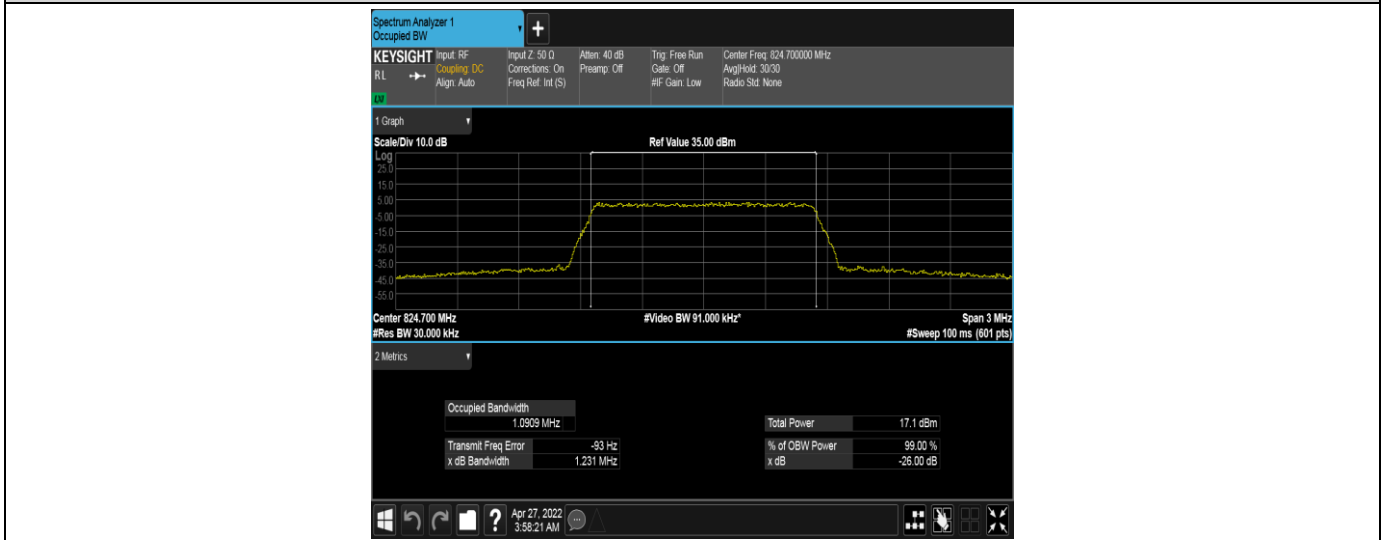 Spectrum Analyzer 1
Occupied BW
+
KEYSIGHT Input: RF Input Z: 50 Ω Atten: 40 dB Trig: Free Run Center Freq: 824.700000 MHz
RL Coupling: DC Corrections: On Preamp: Off Gate: Off Avg|Hold: 30/30
Align: Auto Freq Ref: Int (S) #IF Gain: Low Radio Std: None
1 Graph
Scale/Div 10.0 dB Ref Value 35.00 dBm
Log
25.0
15.0
5.00
-5.00
-15.0
-25.0
-35.0
-45.0
-55.0
Center 824.700 MHz #Video BW 91.000 kHz* Span 3 MHz
#Res BW 30.000 kHz #Sweep 100 ms (601 pts)
2 Metrics
Occupied Bandwidth
1.0909 MHz Total Power 17.1 dBm
Transmit Freq Error -93 Hz % of OBW Power 99.00 %
x dB Bandwidth 1.231 MHz x dB -26.00 dB
? Apr 27, 2022
3:58:21 AM